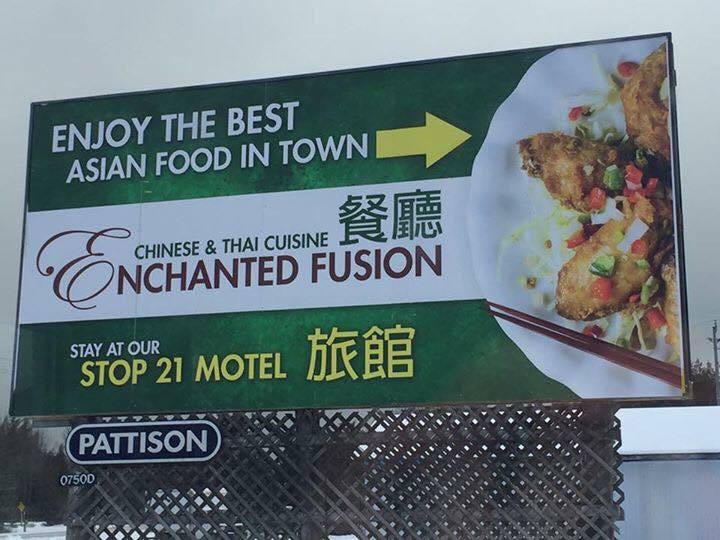 ENJOY THE BEST
ASIAN FOOD IN TOWN
CHINESE & THAI CUISINE 餐廳
ENCHANTED FUSION
STAY AT OUR
STOP 21 MOTEL 旅館
PATTISON
0750D